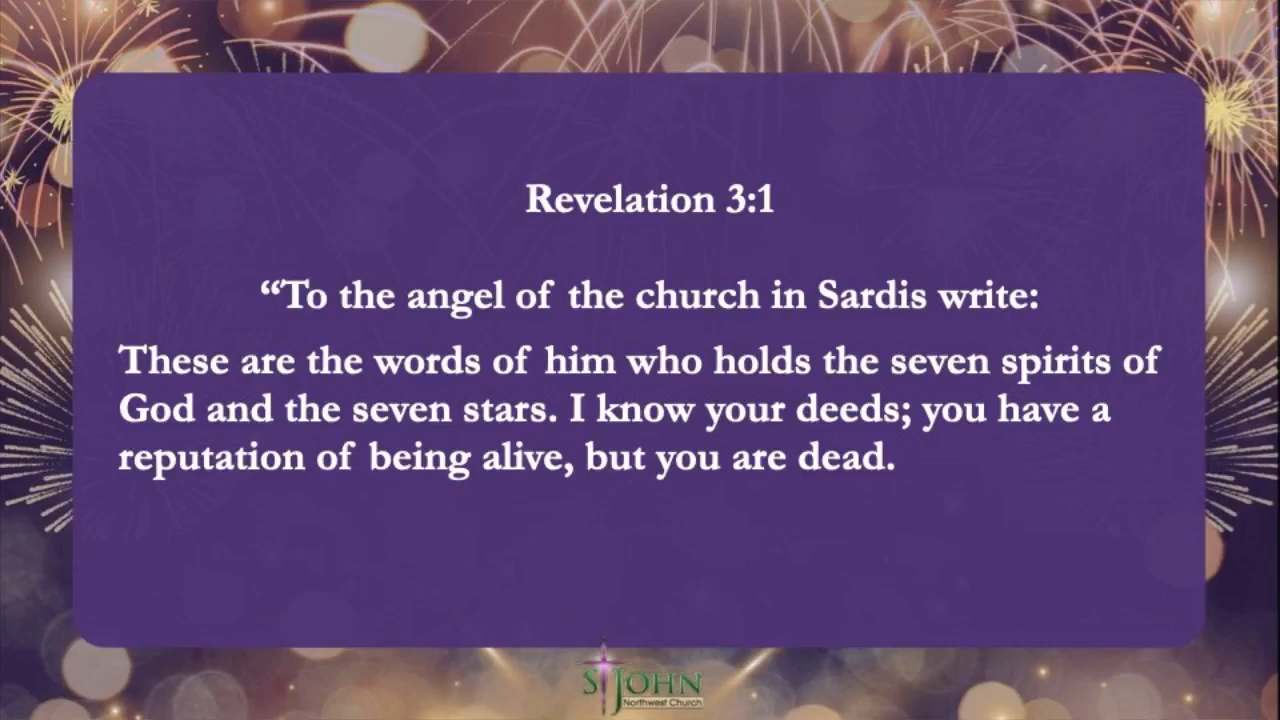 Revelation 3:1
“To the angel of the church in Sardis write:
These are the words of him who holds the seven spirits of
God and the seven stars. I know your deeds; you have a
reputation of being alive, but you are dead.
ST JOHN
Northwest Church